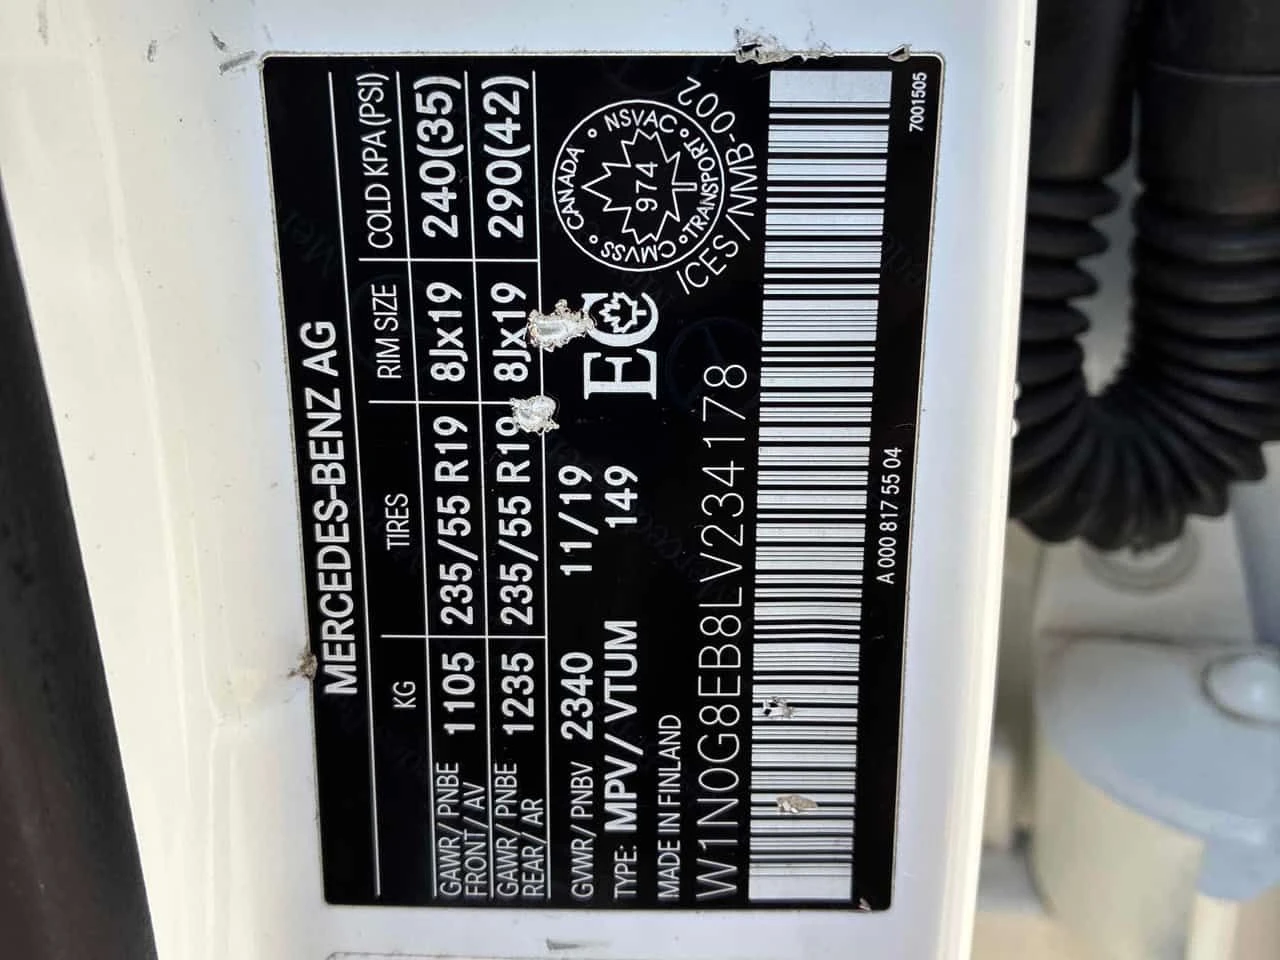 MERCEDES-BENZ AG
KG TIRES RIM SIZE COLD KPA (PSI)
GAWR / PNBE FRONT / AV 1105 235/55 R19 8Jx19 240(35)
GAWR / PNBE REAR / AR 1235 235/55 R19 8Jx19 290(42)
GVWR / PNBV 2340 11/19
TYPE: MPV/VTUM 149
MADE IN FINLAND
EC
CANADA • NSVAC • TRANSPORT • CMVSS
974
/CES /NMB-002
W1N0G8EB8LV234178
A 000 817 55 04
7001505